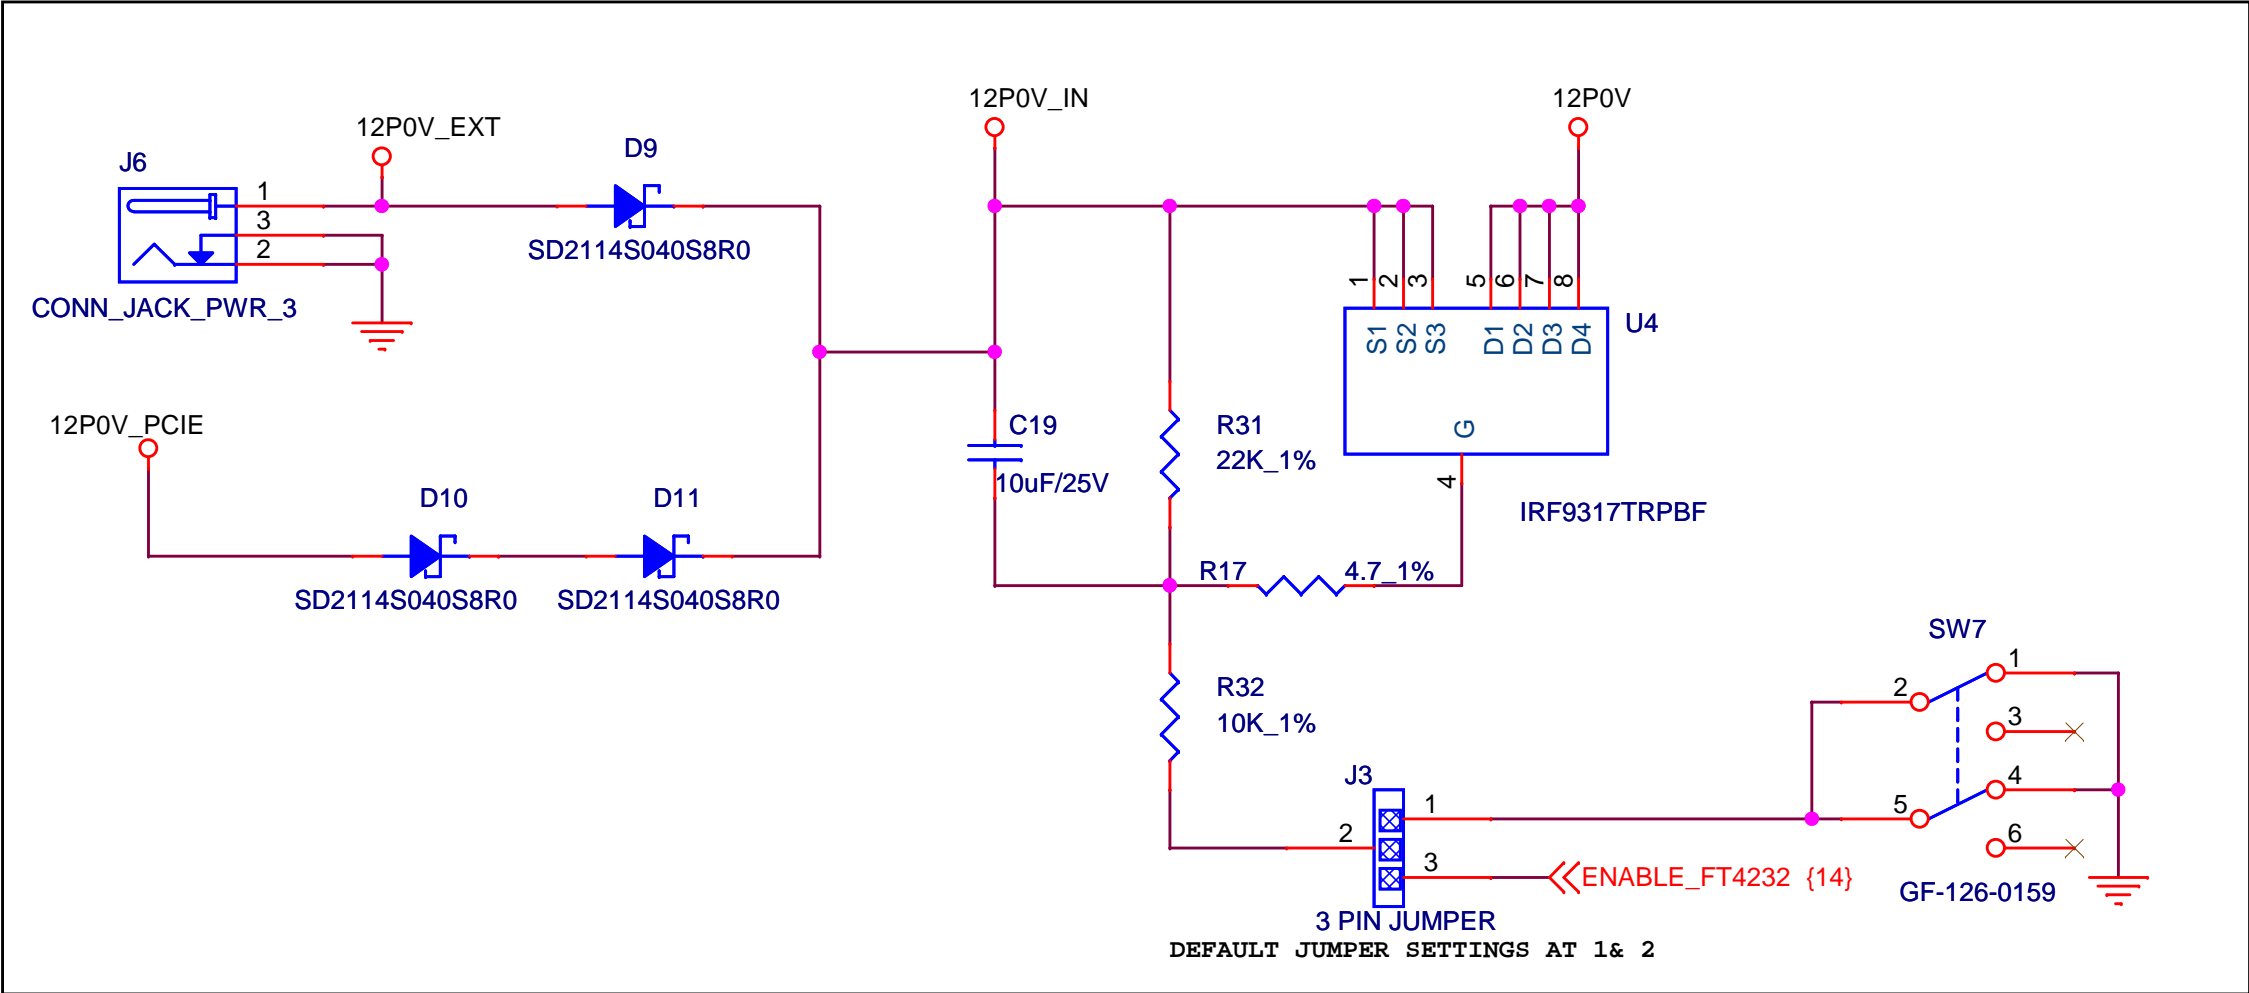 12P0V_IN
12P0V
12P0V_EXT
D9
J6
1
3
2
SD2114S040S8R0
CONN_JACK_PWR_3
1
2
3
5
6
7
8
U4
S1
S2
S3
D1
D2
D3
D4
G
4
IRF9317TRPBF
12P0V_PCIE
D10
D11
SD2114S040S8R0
SD2114S040S8R0
C19
10uF/25V
R31
22K_1%
R17
4.7_1%
R32
10K_1%
SW7
1
2
3
4
5
6
GF-126-0159
J3
1
2
3
ENABLE_FT4232 {14}
3 PIN JUMPER
DEFAULT JUMPER SETTINGS AT 1& 2